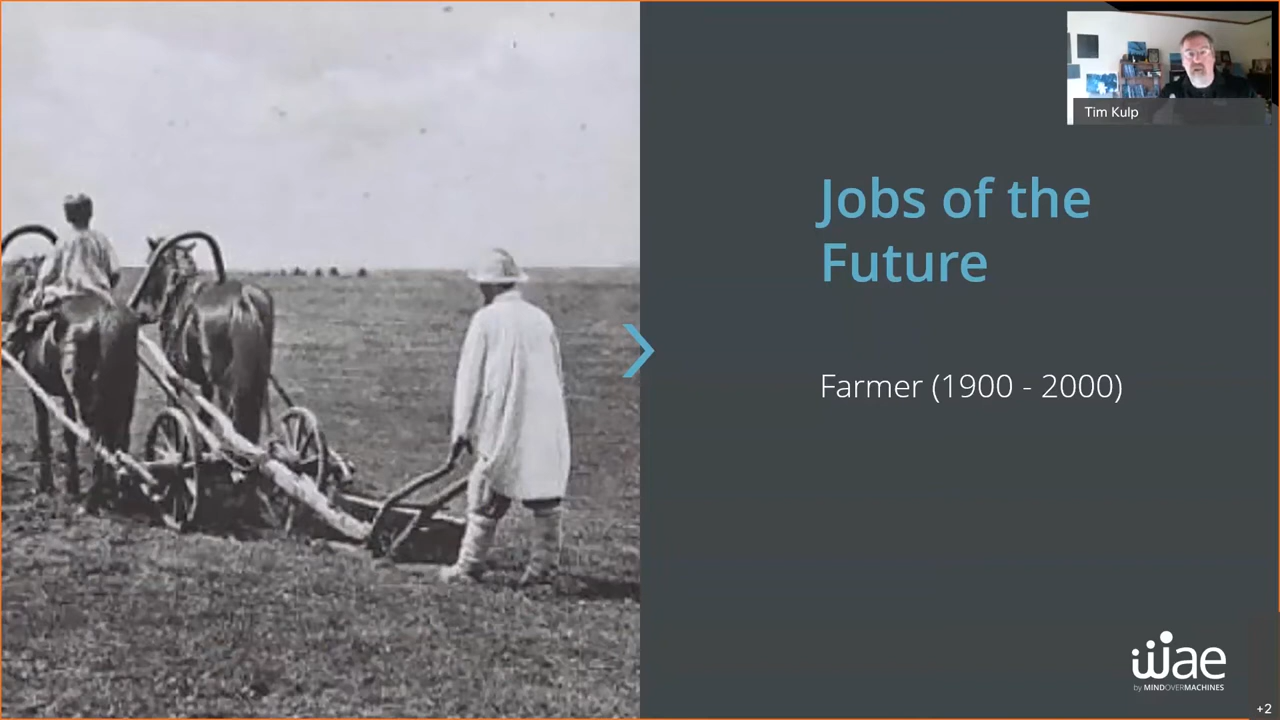 Tim Kulp
Jobs of the
Future
Farmer (1900 - 2000)
wae
by MINDOVERMACHINES
+2